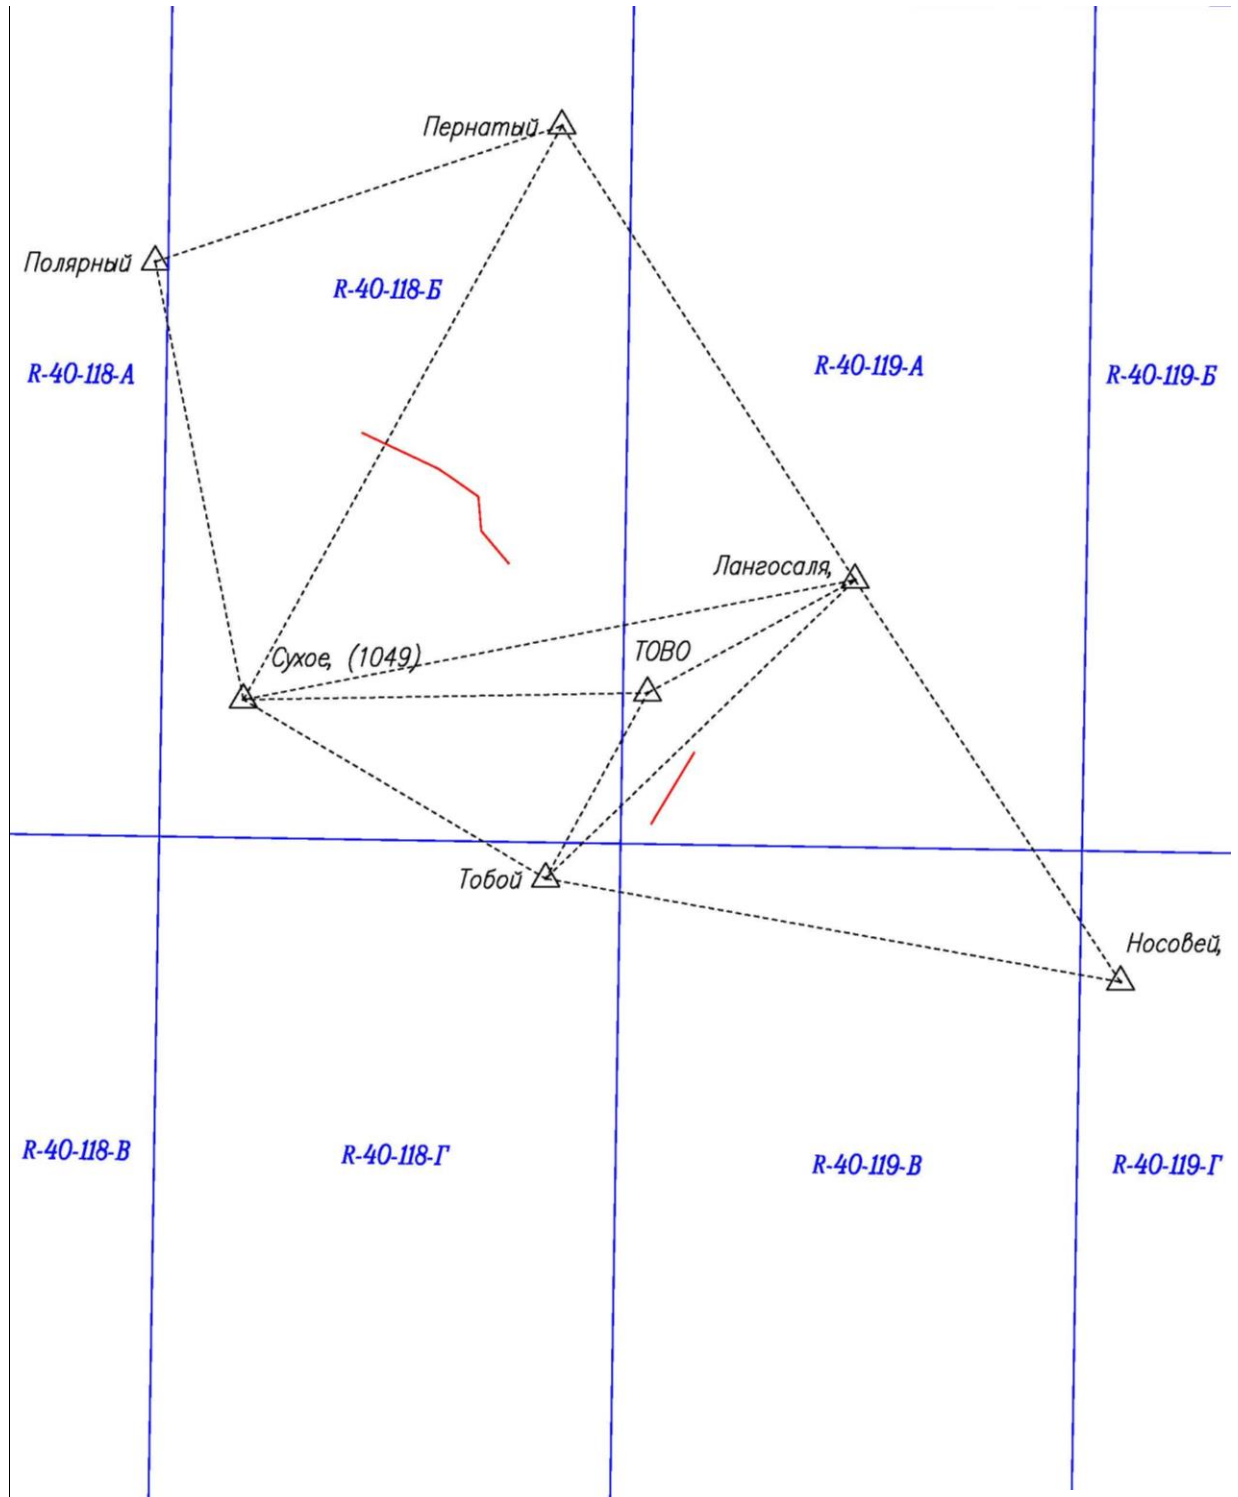 Пернатый
Полярный
R-40-118-Б
R-40-118-А
R-40-119-А
R-40-119-Б
Лангосаля,
Сухое, (1049)
ТОВО
Тобой
Носовей,
R-40-118-В
R-40-118-Г
R-40-119-В
R-40-119-Г